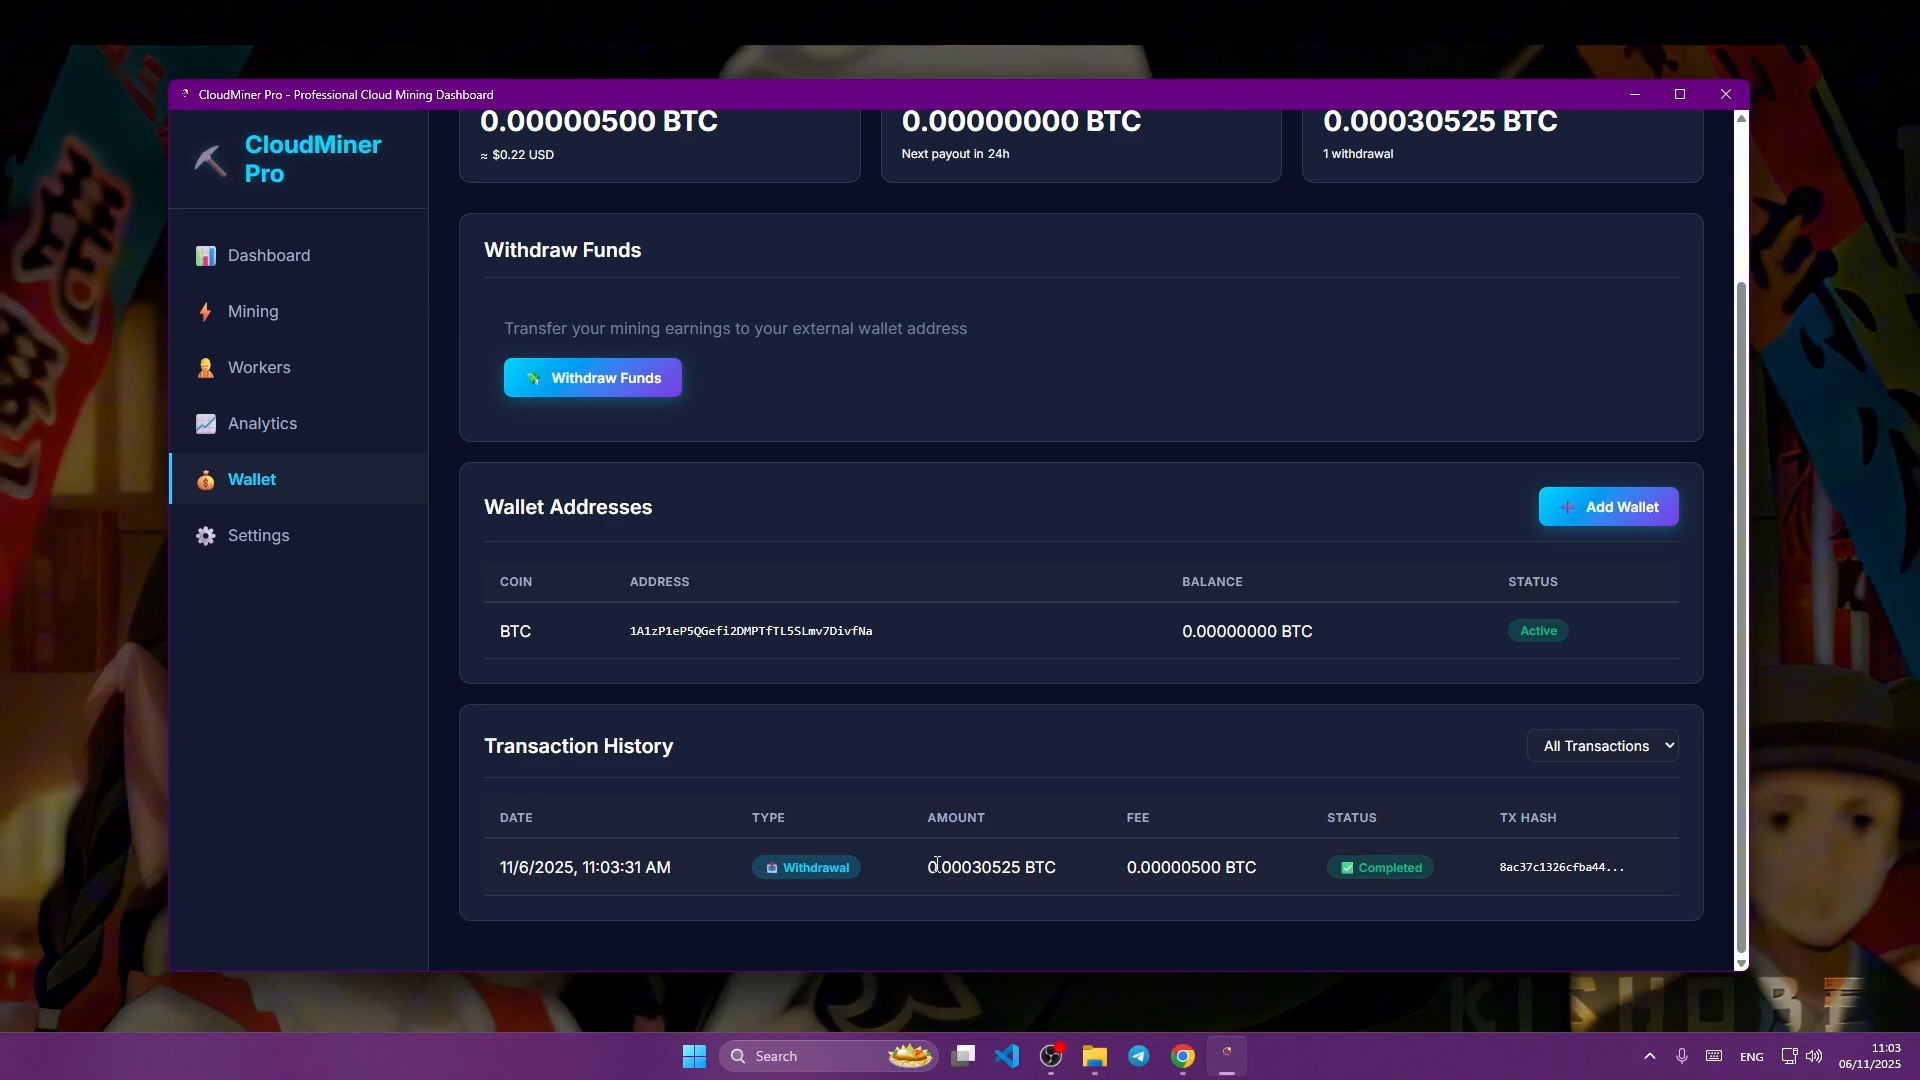 CloudMiner Pro - Professional Cloud Mining Dashboard
CloudMiner
Pro
Dashboard
Mining
Workers
Analytics
Wallet
Settings
0.00000500 BTC
≈ $0.22 USD
0.00000000 BTC
Next payout in 24h
0.00030525 BTC
1 withdrawal
Withdraw Funds
Transfer your mining earnings to your external wallet address
Withdraw Funds
Wallet Addresses
Add Wallet
COIN ADDRESS BALANCE STATUS
BTC 1A1zP1eP5QGefi2DMPTfTL5SLmv7DivfNa 0.00000000 BTC Active
Transaction History
All Transactions
DATE TYPE AMOUNT FEE STATUS TX HASH
11/6/2025, 11:03:31 AM Withdrawal 0.00030525 BTC 0.00000500 BTC Completed 8ac37c1326cfba44...
Search
ENG
11:03
06/11/2025